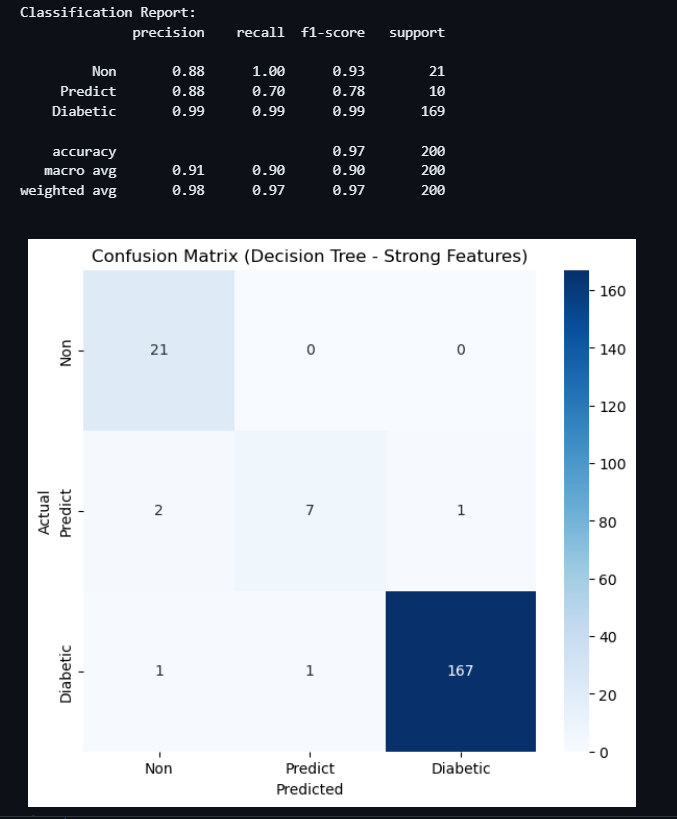 Classification Report:
precision recall f1-score support
Non 0.88 1.00 0.93 21
Predict 0.88 0.70 0.78 10
Diabetic 0.99 0.99 0.99 169
accuracy 0.97 200
macro avg 0.91 0.90 0.90 200
weighted avg 0.98 0.97 0.97 200
Confusion Matrix (Decision Tree - Strong Features)
Non 21 0 0
Predict 2 7 1
Diabetic 1 1 167
Actual
Non Predict Diabetic
Predicted
160
140
120
100
80
60
40
20
0